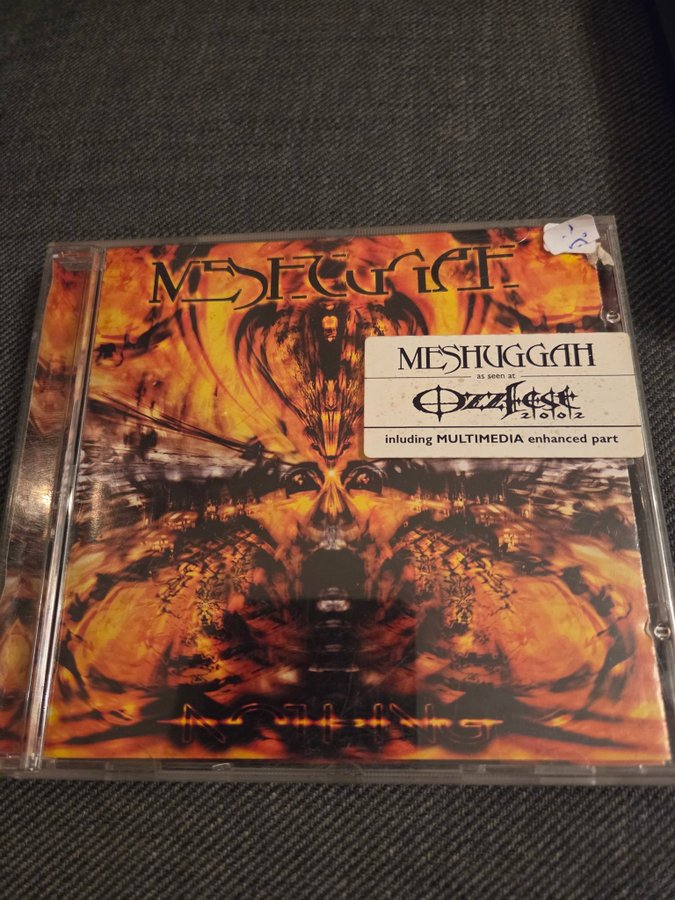 MESHUGGAH
MESHUGGAH
as seen at
Ozzfest
2002
inluding MULTIMEDIA enhanced part
NOTHING